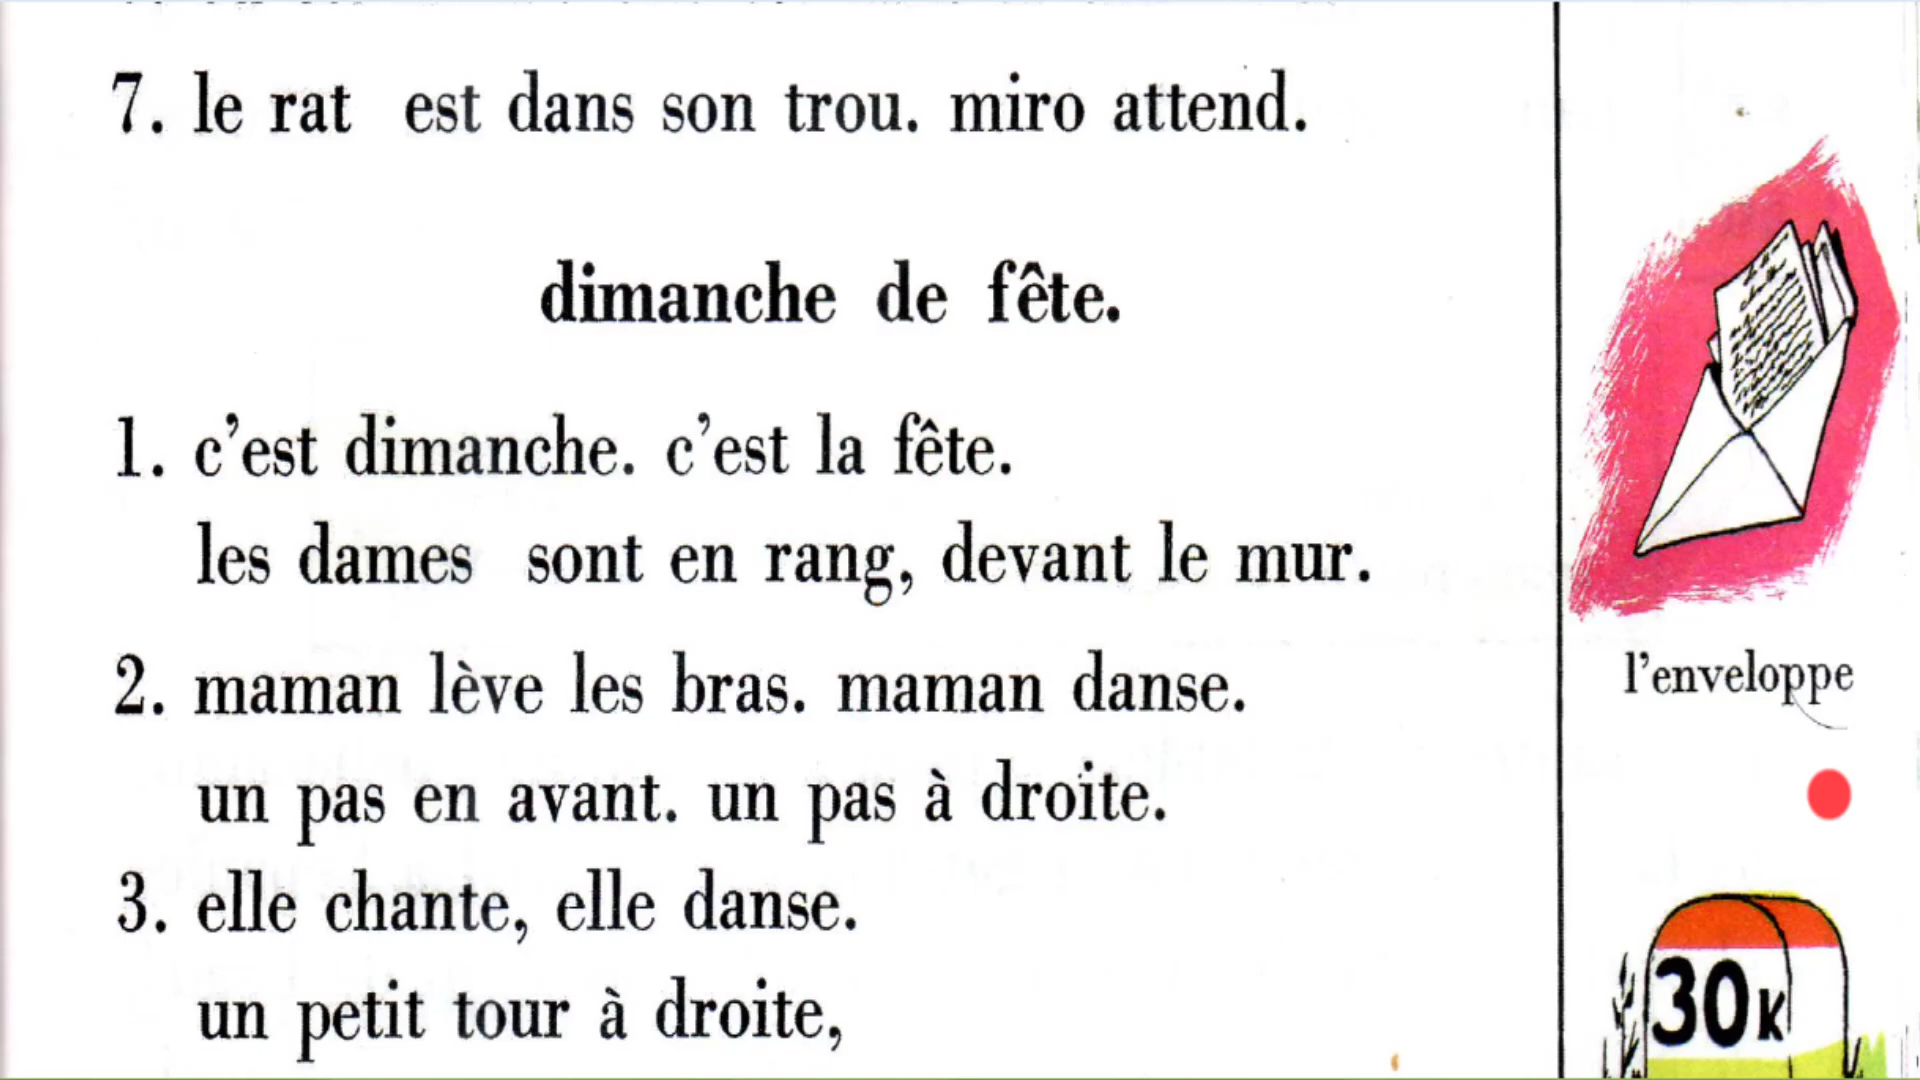 7. le rat est dans son trou. miro attend.
dimanche de fête.
1. c'est dimanche. c'est la fête.
les dames sont en rang, devant le mur.
2. maman lève les bras. maman danse.
un pas en avant. un pas à droite.
3. elle chante, elle danse.
un petit tour à droite,
l'enveloppe
30K